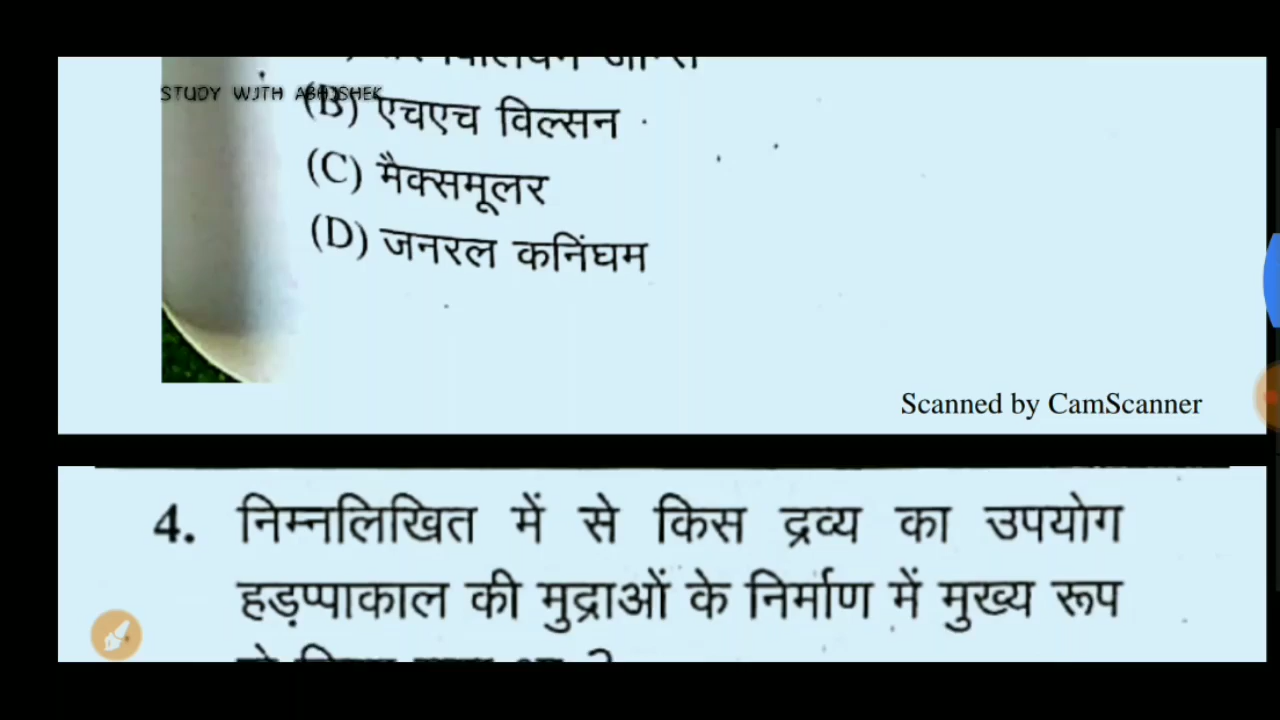 STUDY WITH ABHISHEK
(B) एचएच विल्सन
(C) मैक्समूलर
(D) जनरल कनिंघम
Scanned by CamScanner
4. निम्नलिखित में से किस द्रव्य का उपयोग
हड़प्पाकाल की मुद्राओं के निर्माण में मुख्य रूप